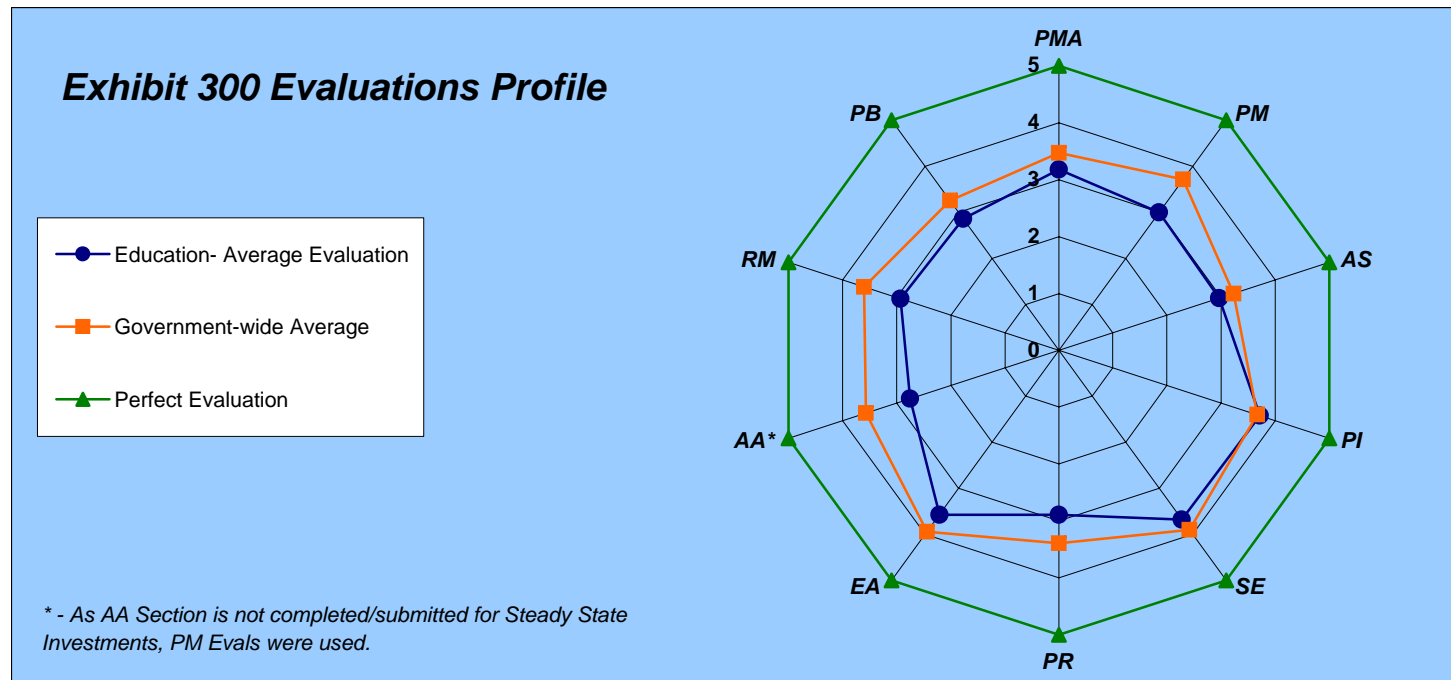 Exhibit 300 Evaluations Profile
Education- Average Evaluation
Government-wide Average
Perfect Evaluation
* - As AA Section is not completed/submitted for Steady State
Investments, PM Evals were used.
PMA
PM
AS
PI
SE
PR
EA
AA*
RM
PB
5
4
3
2
1
0